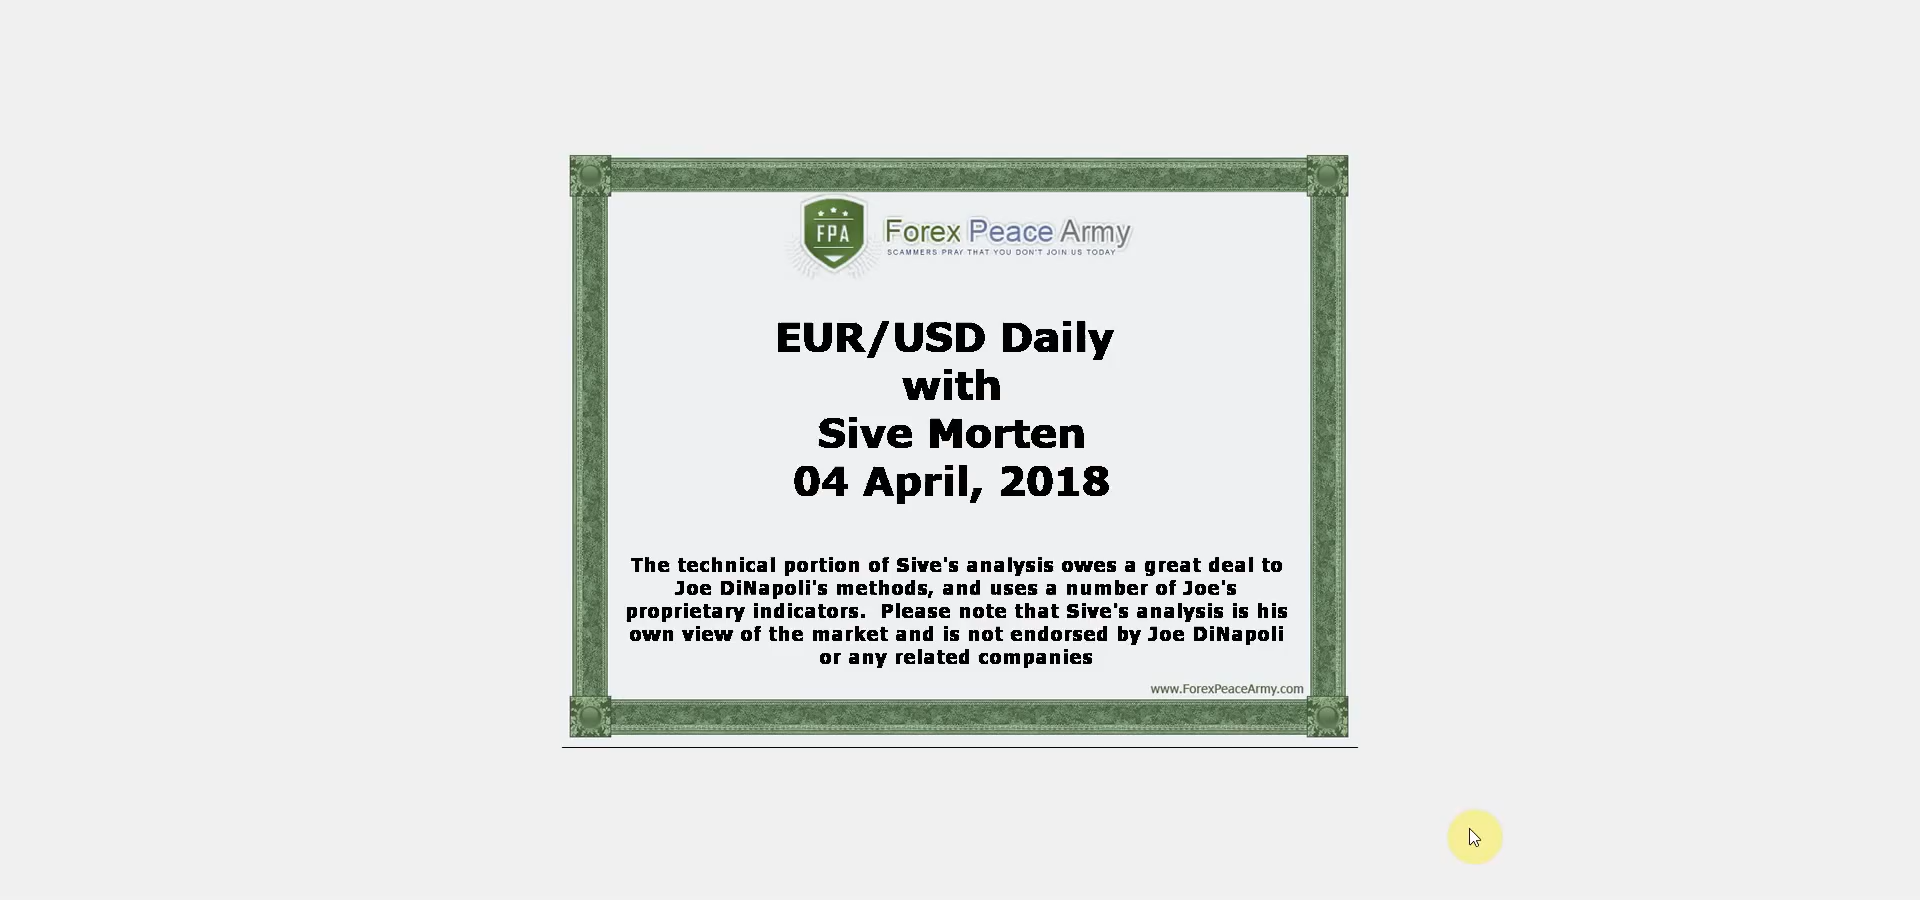 FPA
Forex Peace Army
SCAMMERS PRAY THAT YOU DON'T JOIN US TODAY
EUR/USD Daily
with
Sive Morten
04 April, 2018
The technical portion of Sive's analysis owes a great deal to
Joe DiNapoli's methods, and uses a number of Joe's
proprietary indicators.  Please note that Sive's analysis is his
own view of the market and is not endorsed by Joe DiNapoli
or any related companies
www.ForexPeaceArmy.com